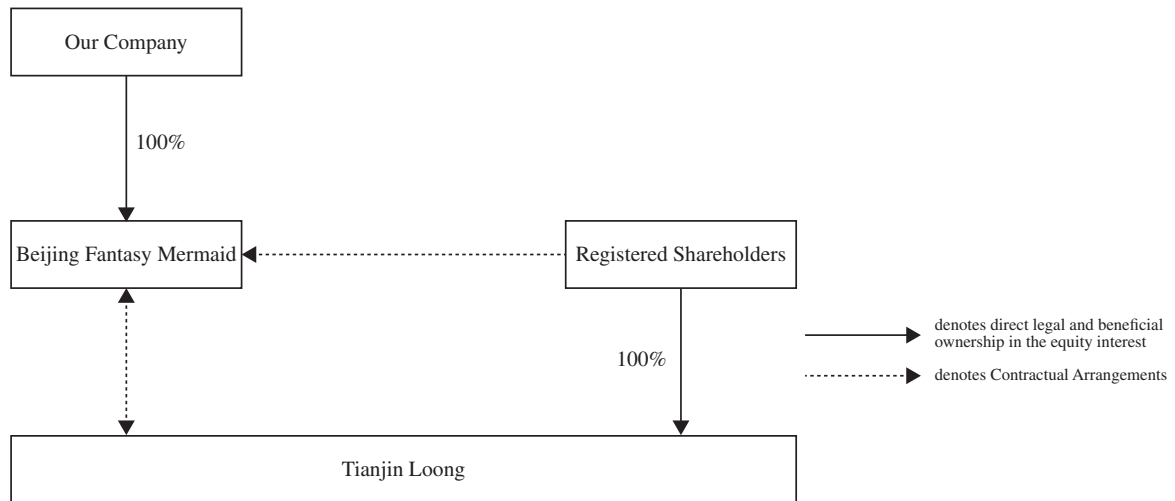 Our Company
100%
Beijing Fantasy Mermaid
Registered Shareholders
denotes direct legal and beneficial
ownership in the equity interest
100%
denotes Contractual Arrangements
Tianjin Loong